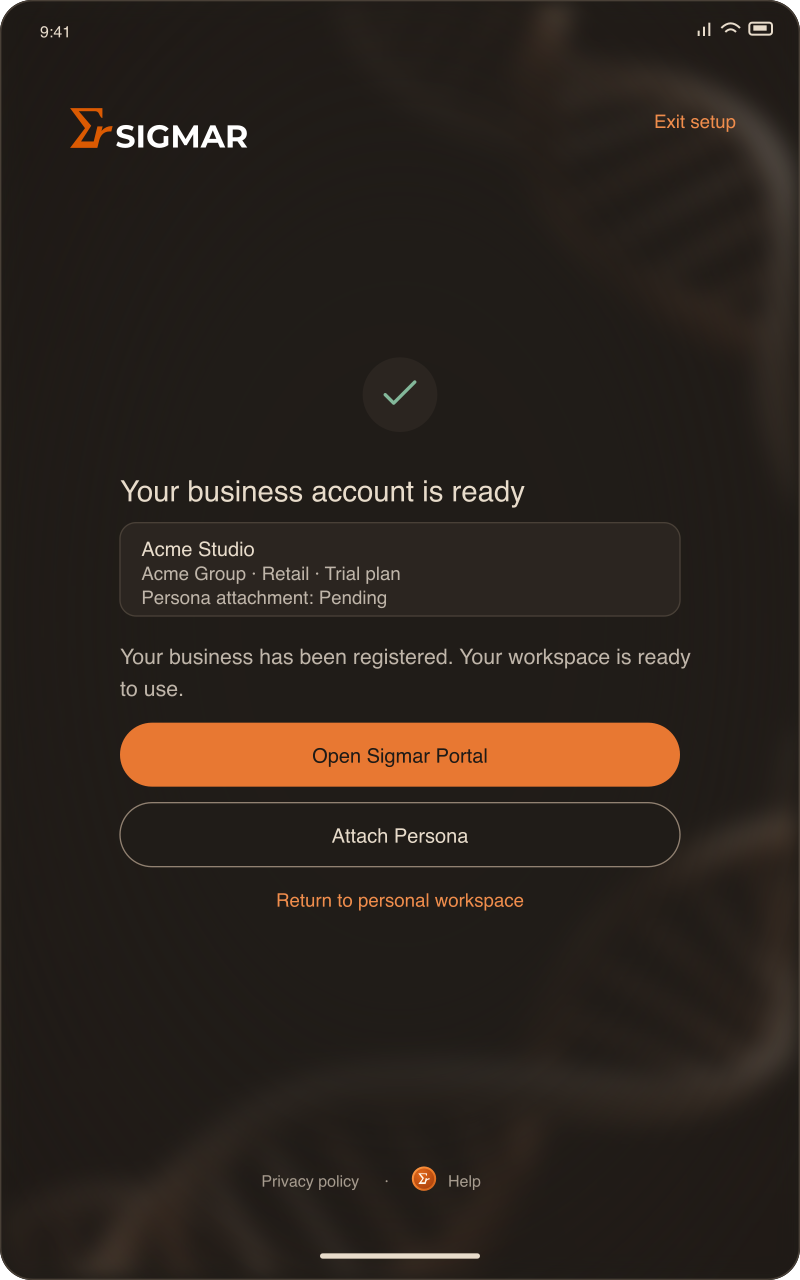 9:41
SIGMAR
Exit setup
Your business account is ready
Acme Studio
Acme Group · Retail · Trial plan
Persona attachment: Pending
Your business has been registered. Your workspace is ready
to use.
Open Sigmar Portal
Attach Persona
Return to personal workspace
Privacy policy · Help